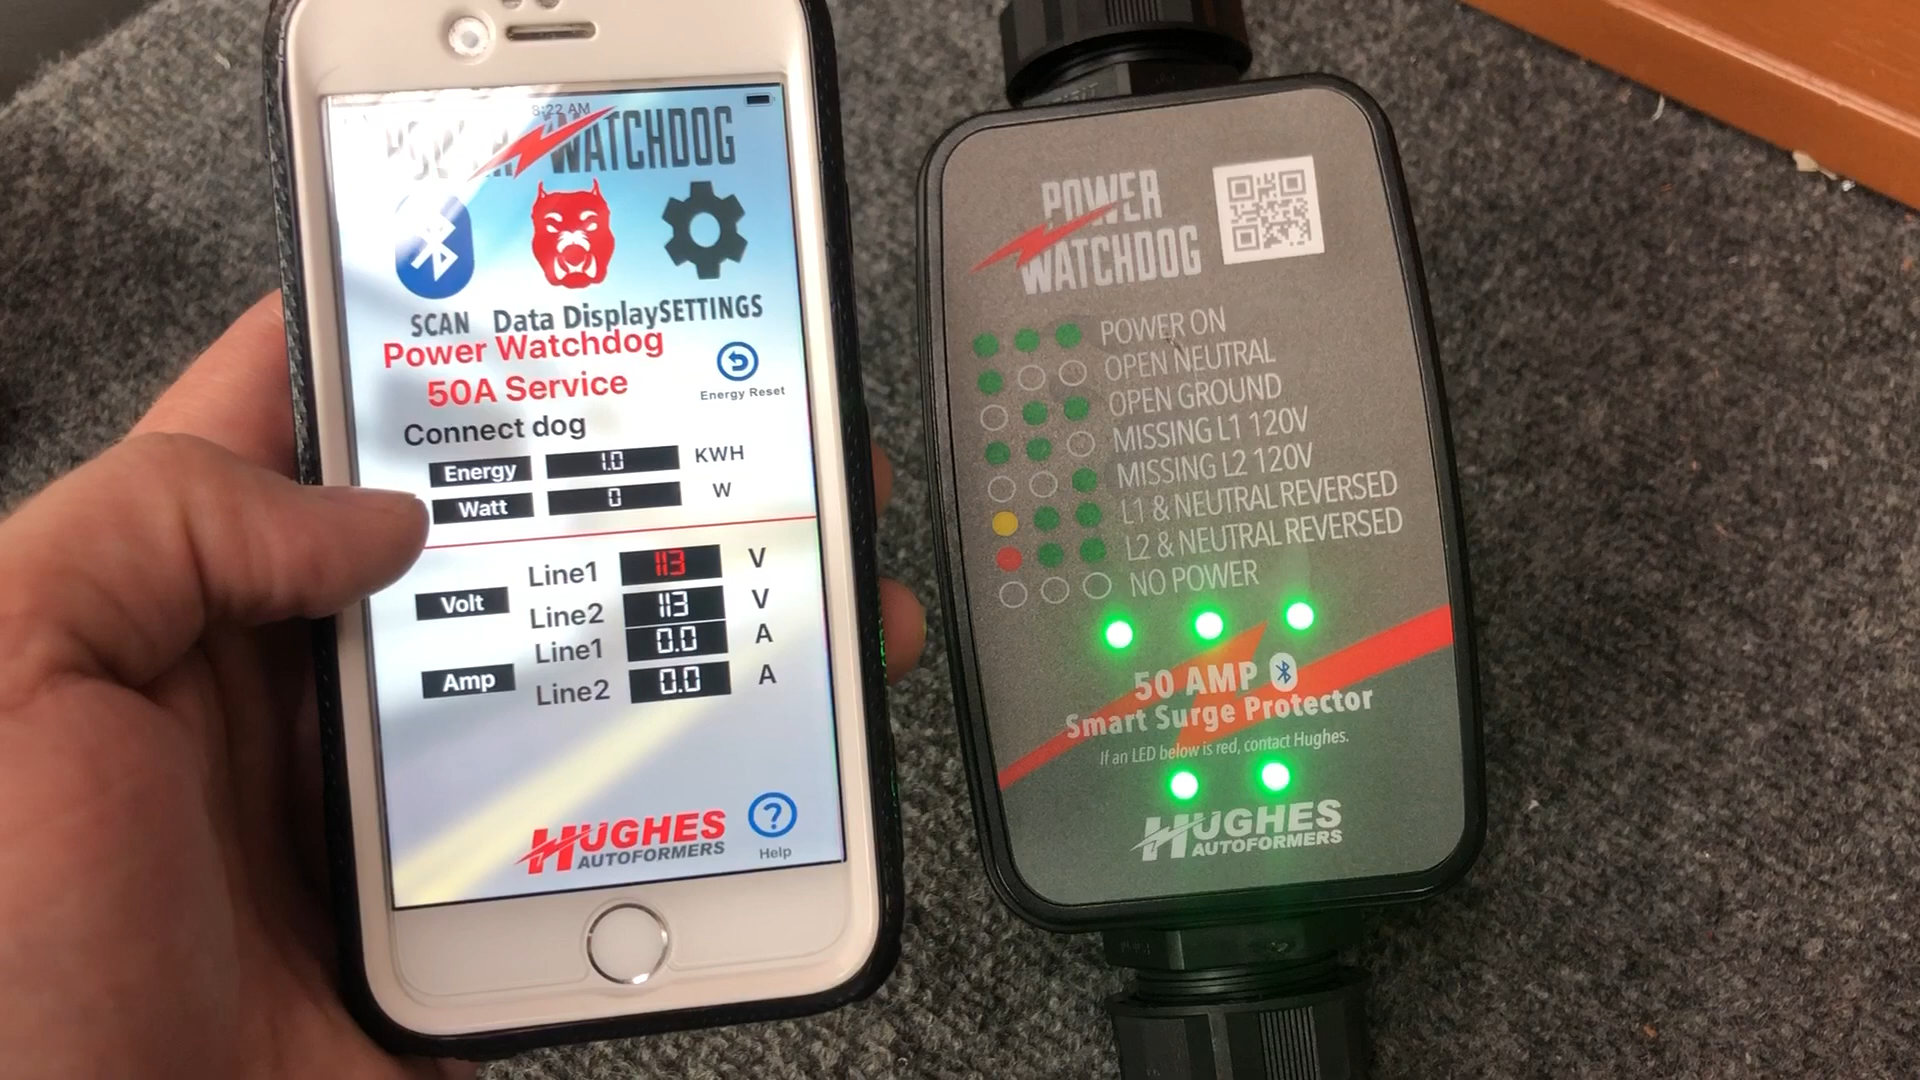 8:22 AM
WATCHDOG
SCAN Data Display SETTINGS
Power Watchdog
50A Service
Energy Reset
Connect dog
Energy 1.0 KWH
Watt 0 W
Line1 113 V
Volt
Line2 113 V
Line1 0.0 A
Amp
Line2 0.0 A
HUGHES
AUTOFORMERS
Help
POWER
WATCHDOG
POWER ON
OPEN NEUTRAL
OPEN GROUND
MISSING L1 120V
MISSING L2 120V
L1 & NEUTRAL REVERSED
L2 & NEUTRAL REVERSED
NO POWER
50 AMP
Smart Surge Protector
If an LED below is red, contact Hughes.
HUGHES
AUTOFORMERS